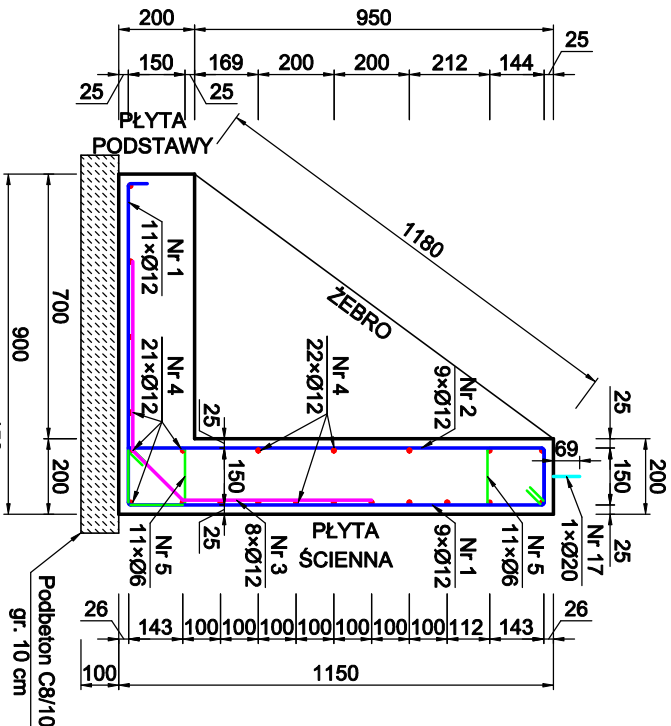 200
950
25
150
169
200
200
212
144
25
25
PŁYTA
PODSTAWY
1180
ŻEBRO
Nr 1
11×Ø12
Nr 4
21×Ø12
Nr 4
22×Ø12
Nr 2
9×Ø12
700
900
200
25
150
25
25
69
150
200
25
Nr 17
1×Ø20
Nr 5
11×Ø6
Nr 3
8×Ø12
PŁYTA
ŚCIENNA
Nr 1
9×Ø12
Nr 5
11×Ø6
26
143
100
100
100
100
100
100
100
112
143
26
100
1150
Podbeton C8/10
gr. 10 cm